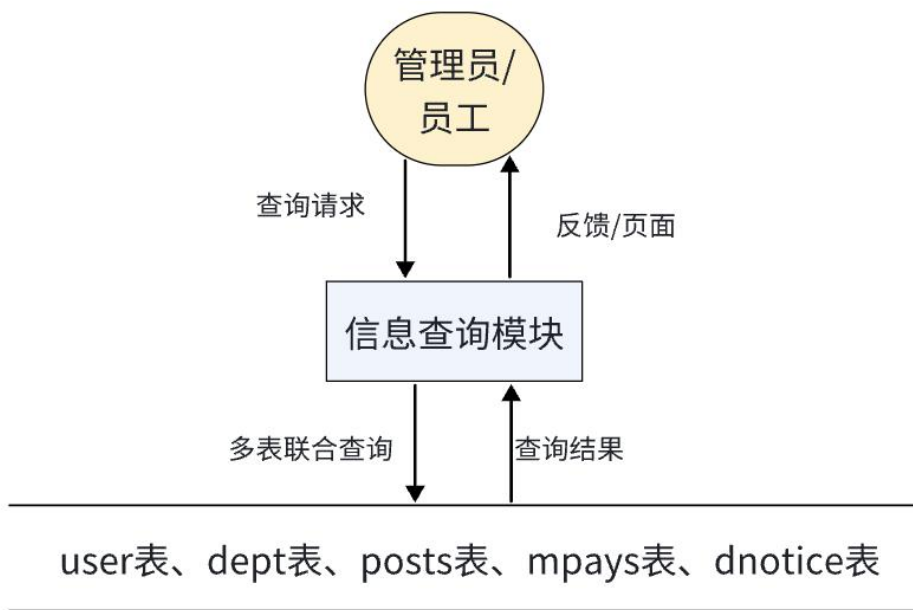 管理员/
员工
查询请求
反馈/页面
信息查询模块
多表联合查询
查询结果
user表、dept表、posts表、mpays表、dnotice表